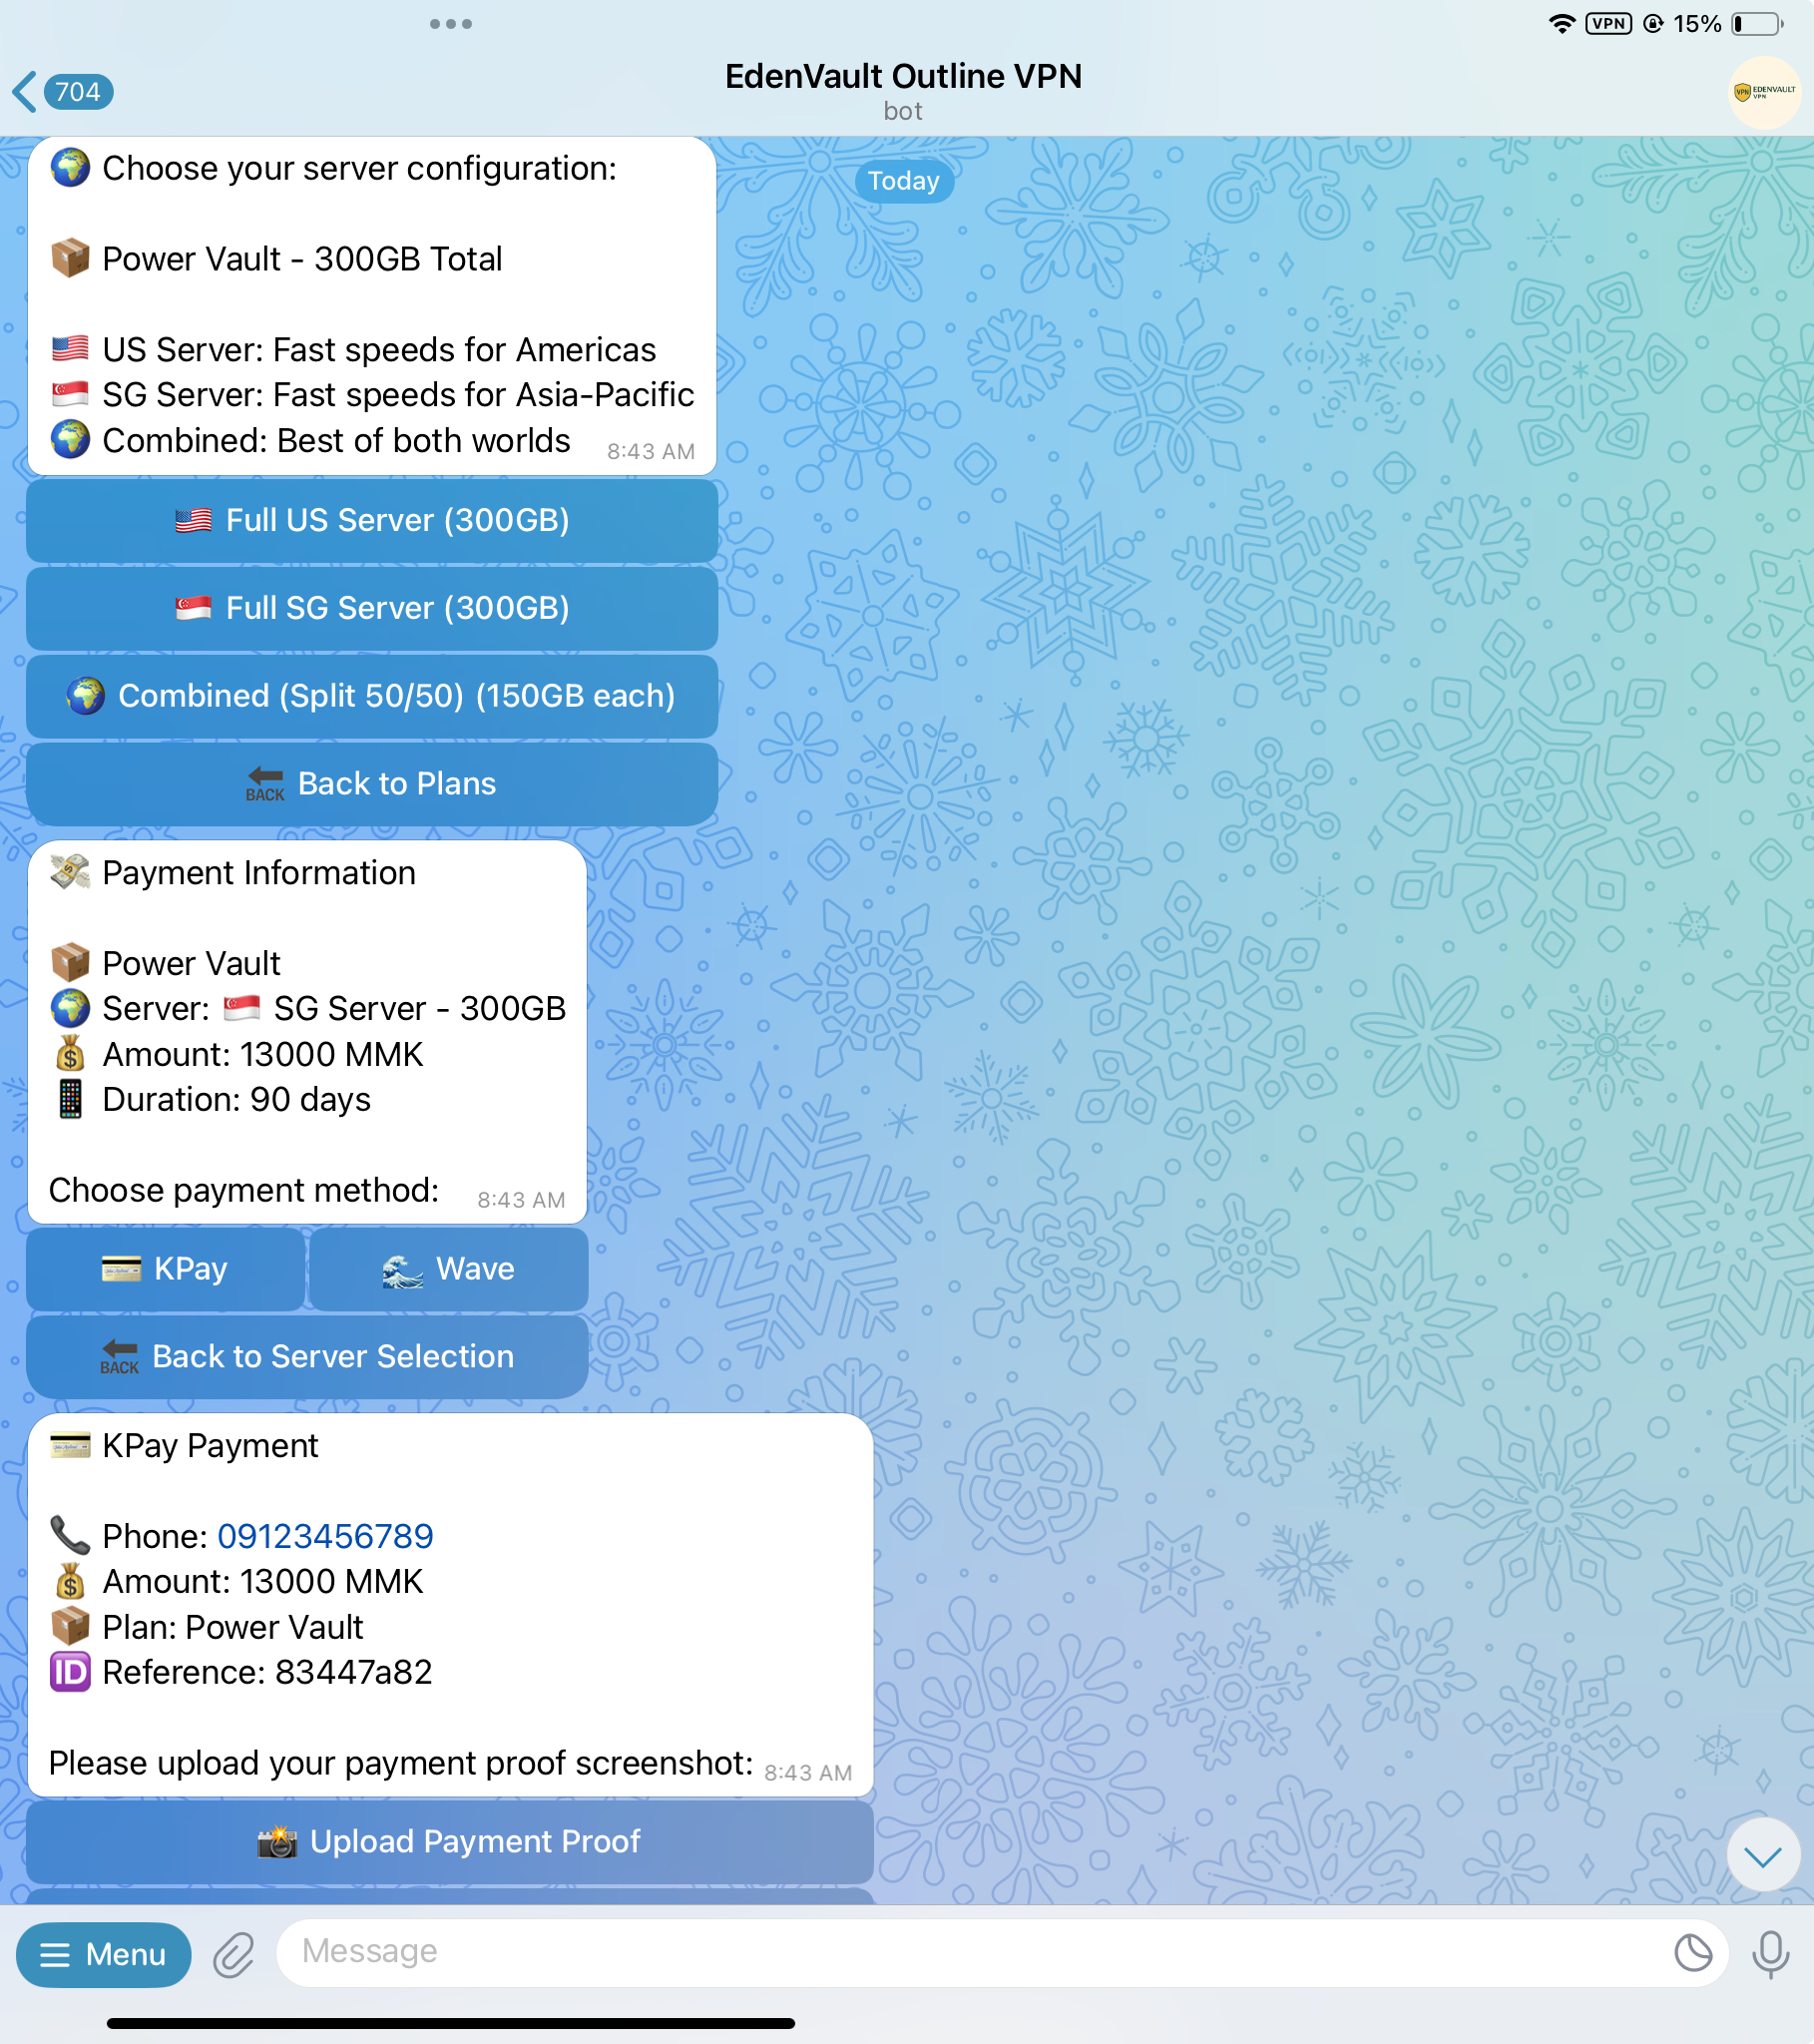 VPN 15%
704
EdenVault Outline VPN
bot
VPN EDENVAULT
VPN
Today
🌍 Choose your server configuration:
📦 Power Vault - 300GB Total
🇺🇸 US Server: Fast speeds for Americas
🇸🇬 SG Server: Fast speeds for Asia-Pacific
🌍 Combined: Best of both worlds 8:43 AM
🇺🇸 Full US Server (300GB)
🇸🇬 Full SG Server (300GB)
🌍 Combined (Split 50/50) (150GB each)
🔙 Back to Plans
💸 Payment Information
📦 Power Vault
🌍 Server: 🇸🇬 SG Server - 300GB
💰 Amount: 13000 MMK
📱 Duration: 90 days
Choose payment method: 8:43 AM
💳 KPay
🌊 Wave
🔙 Back to Server Selection
💳 KPay Payment
📞 Phone: 09123456789
💰 Amount: 13000 MMK
📦 Plan: Power Vault
🆔 Reference: 83447a82
Please upload your payment proof screenshot: 8:43 AM
📸 Upload Payment Proof
Menu
Message